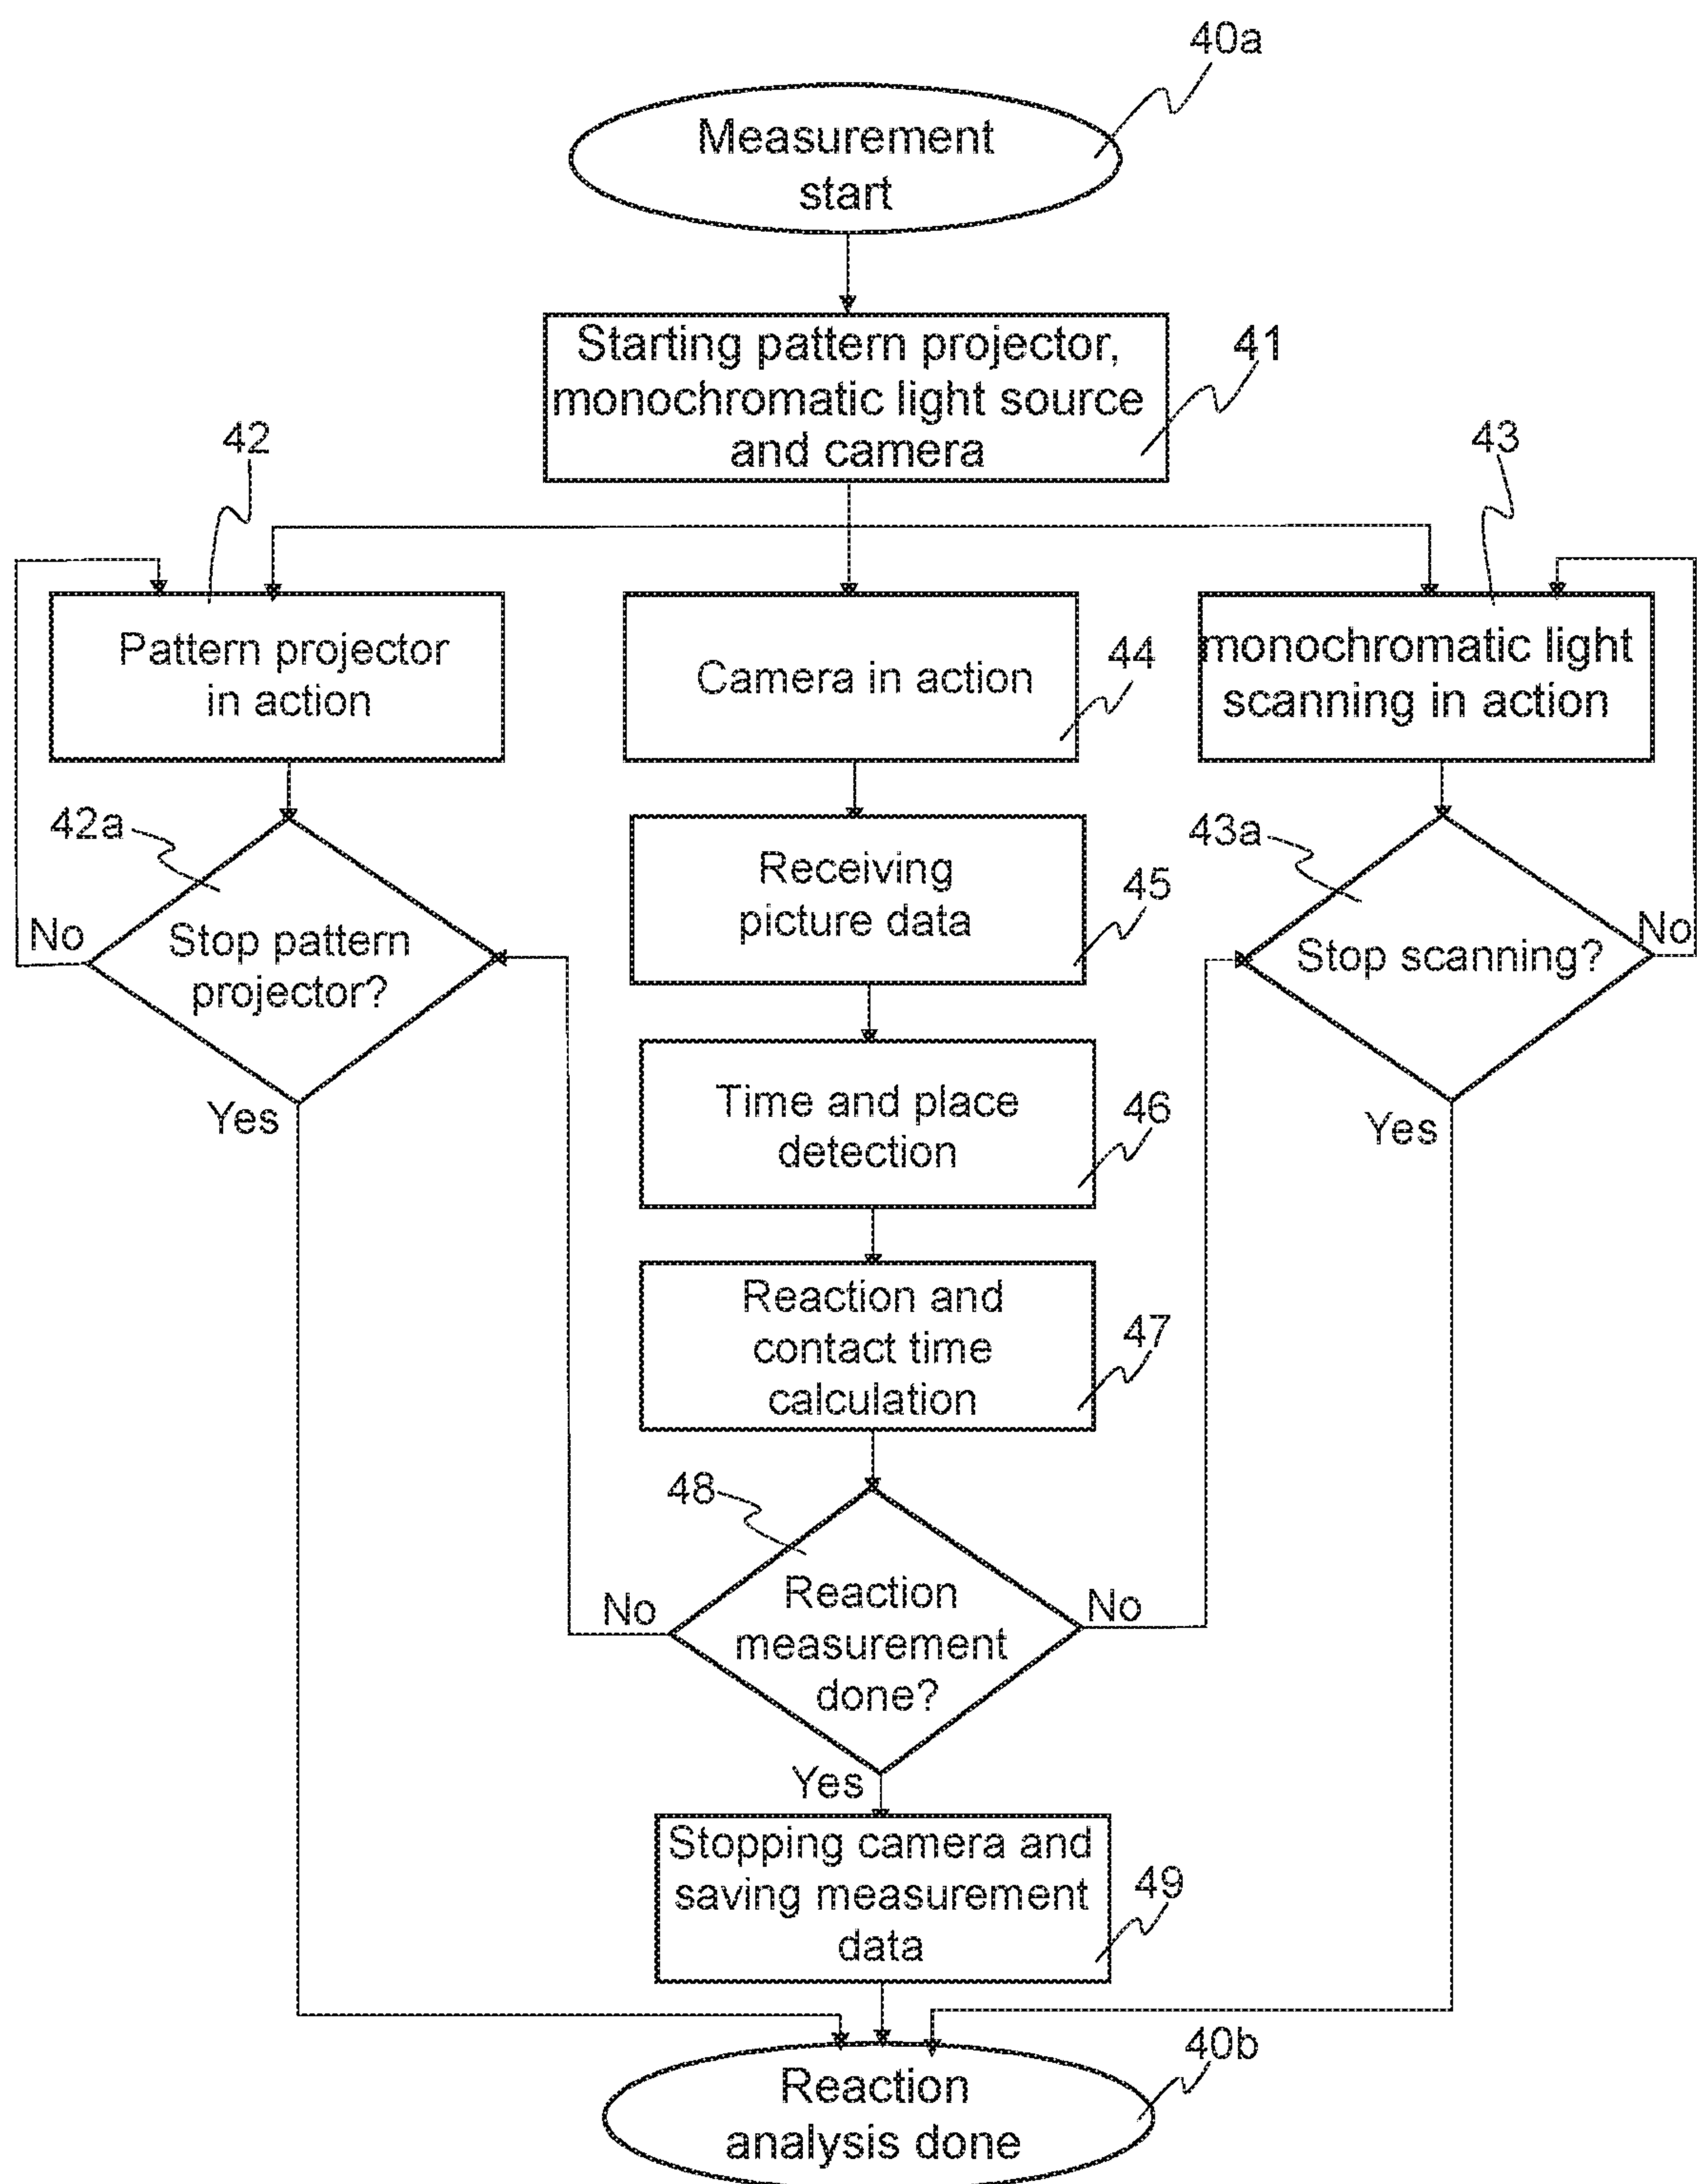 40a
Measurement
start
Starting pattern projector,
monochromatic light source
and camera
41
42
43
Pattern projector
in action
Camera in action
44
monochromatic light
scanning in action
42a
Stop pattern
projector?
No
Yes
Receiving
picture data
45
43a
Stop scanning?
No
Yes
Time and place
detection
46
Reaction and
contact time
calculation
47
48
Reaction
measurement
done?
No
No
Yes
Stopping camera and
saving measurement
data
49
40b
Reaction
analysis done